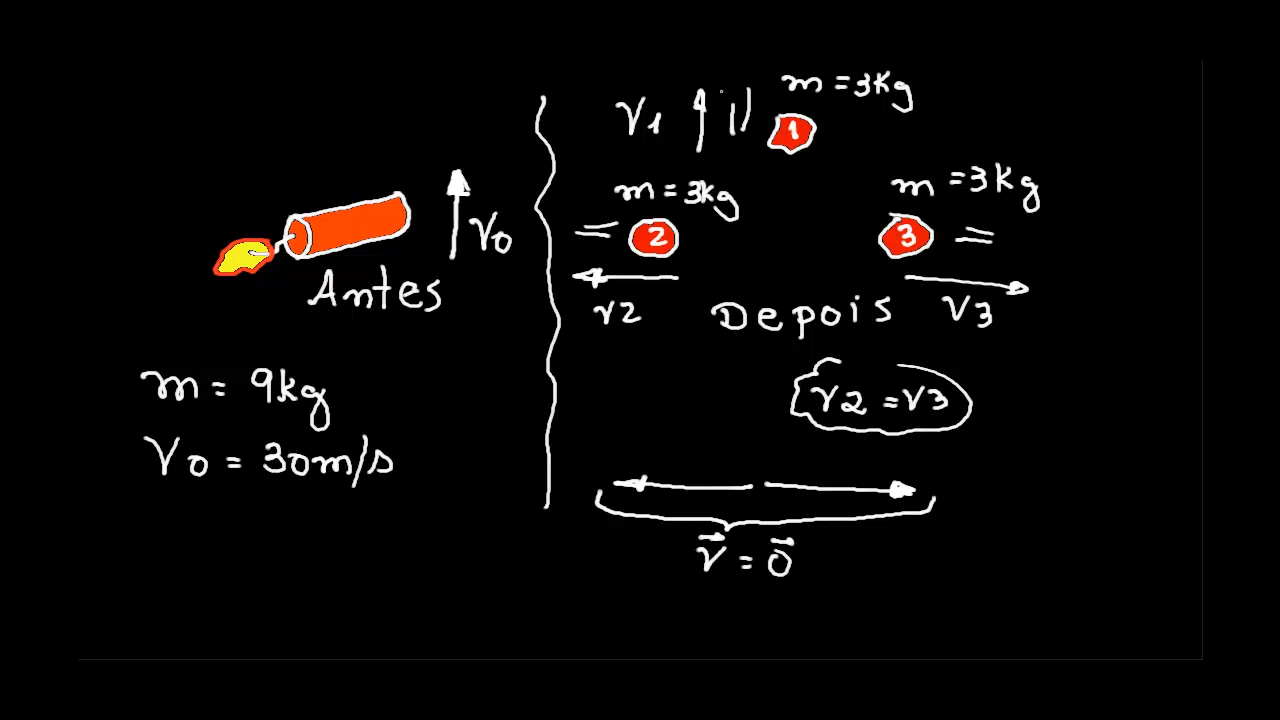 m = 3Kg
V1
1
m = 3kg
m = 3kg
V0
= 2
3 =
Antes
v2
Depois
V3
m = 9kg
v2 = v3
V0 = 30m/s
v⃗ = 0⃗